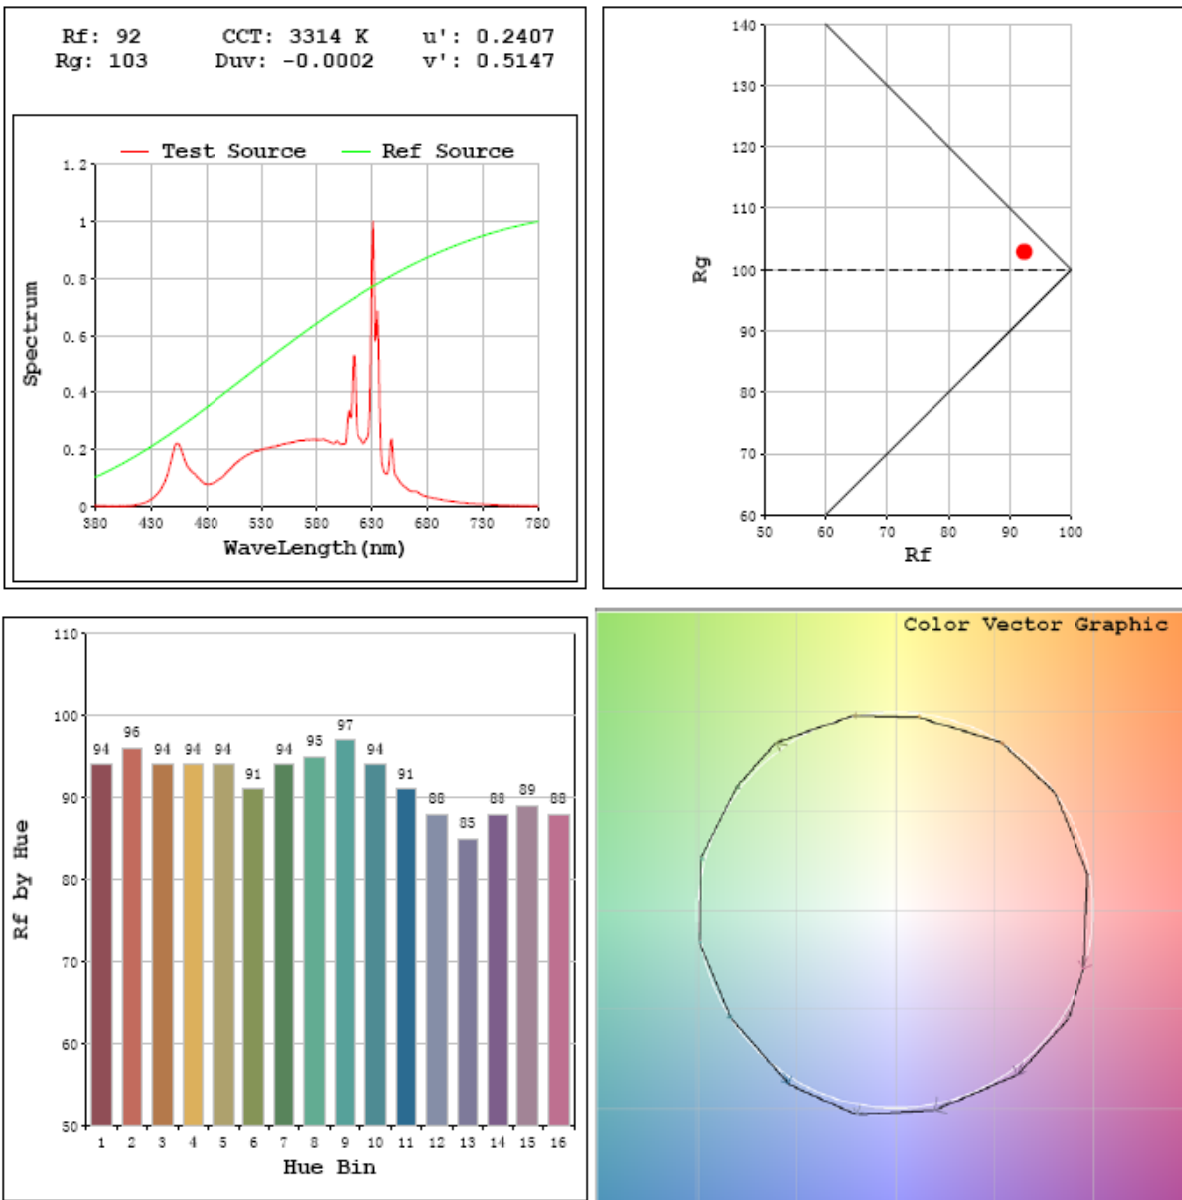 Rf: 92 CCT: 3314 K u': 0.2407
Rg: 103 Duv: -0.0002 v': 0.5147
Test Source Ref Source
1.2
1
0.8
0.6
0.4
0.2
0
Spectrum
380 430 480 530 580 630 680 730 780
WaveLength(nm)
140
130
120
110
100
90
80
70
60
Rg
50 60 70 80 90 100
Rf
110
100
90
80
70
60
50
Rf by Hue
94 96 94 94 94 91 94 95 97 94 91 88 85 88 89 88
1 2 3 4 5 6 7 8 9 10 11 12 13 14 15 16
Hue Bin
Color Vector Graphic